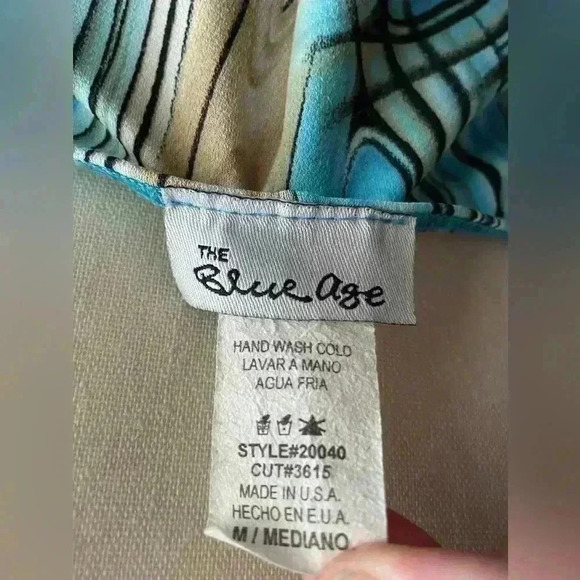 THE
Blue Age
HAND WASH COLD
LAVAR A MANO
AGUA FRIA
STYLE#20040
CUT#3615
MADE IN U.S.A.
HECHO EN E.U.A.
M / MEDIANO